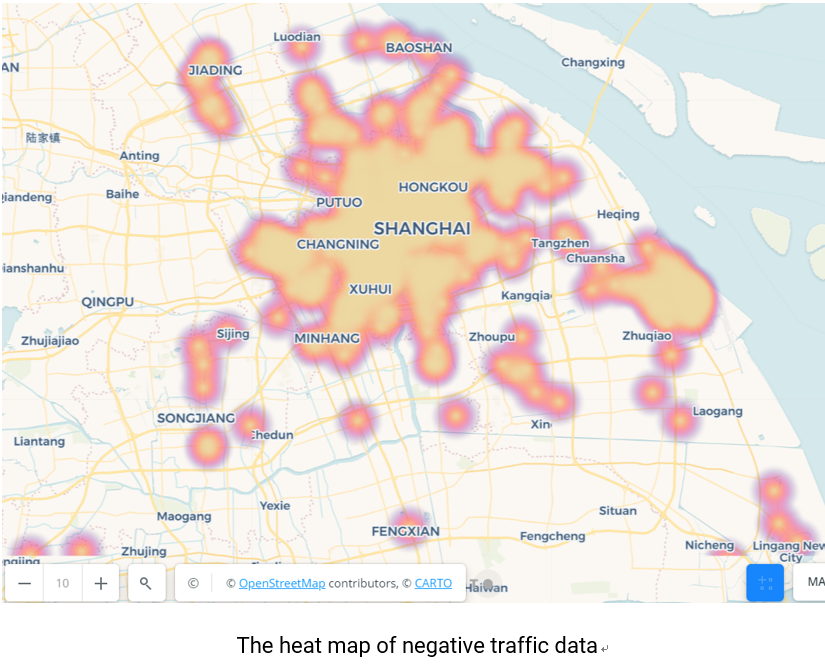 Luodian
BAOSHAN
Changxing
AN
JIADING
陆家镇
Anting
Baihe
HONGKOU
PUTUO
iandeng
Heqing
SHANGHAI
CHANGNING
Tangzhen
Chuansha
ianshanhu
XUHUI
Kangqia
QINGPU
Sijing
MINHANG
Zhoupu
Zhuqiao
Zhujiajiao
SONGJIANG
Laogang
Xin
Chedun
Liantang
Yexie
Maogang
Situan
FENGXIAN
Fengcheng
Nicheng
Lingang New
City
Zhujing
− 10 +
© © OpenStreetMap contributors, © CARTO
Haiwan
MA
The heat map of negative traffic data